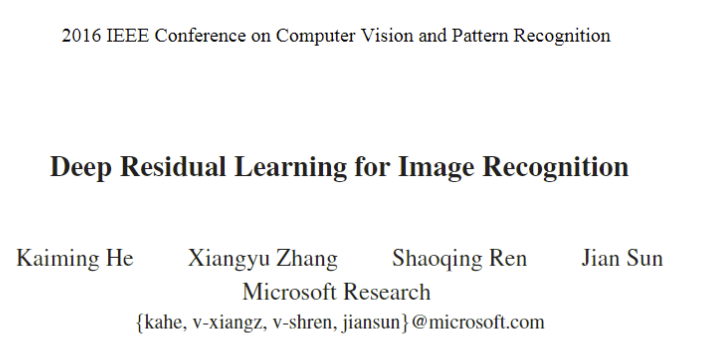 2016 IEEE Conference on Computer Vision and Pattern Recognition
Deep Residual Learning for Image Recognition
Kaiming He Xiangyu Zhang Shaoqing Ren Jian Sun
Microsoft Research
{kahe, v-xiangz, v-shren, jiansun}@microsoft.com